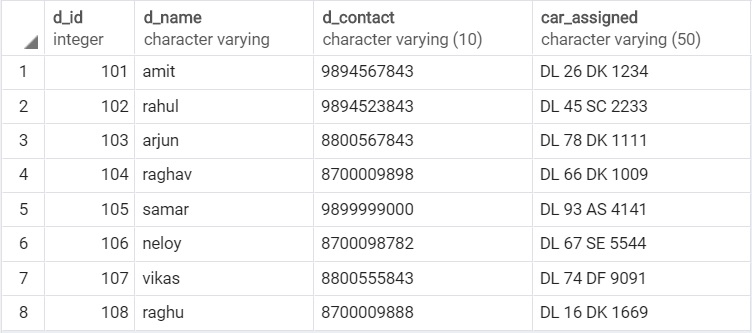 d_id d_name d_contact car_assigned
integer character varying character varying (10) character varying (50)
1 101 amit 9894567843 DL 26 DK 1234
2 102 rahul 9894523843 DL 45 SC 2233
3 103 arjun 8800567843 DL 78 DK 1111
4 104 raghav 8700009898 DL 66 DK 1009
5 105 samar 9899999000 DL 93 AS 4141
6 106 neloy 8700098782 DL 67 SE 5544
7 107 vikas 8800555843 DL 74 DF 9091
8 108 raghu 8700009888 DL 16 DK 1669